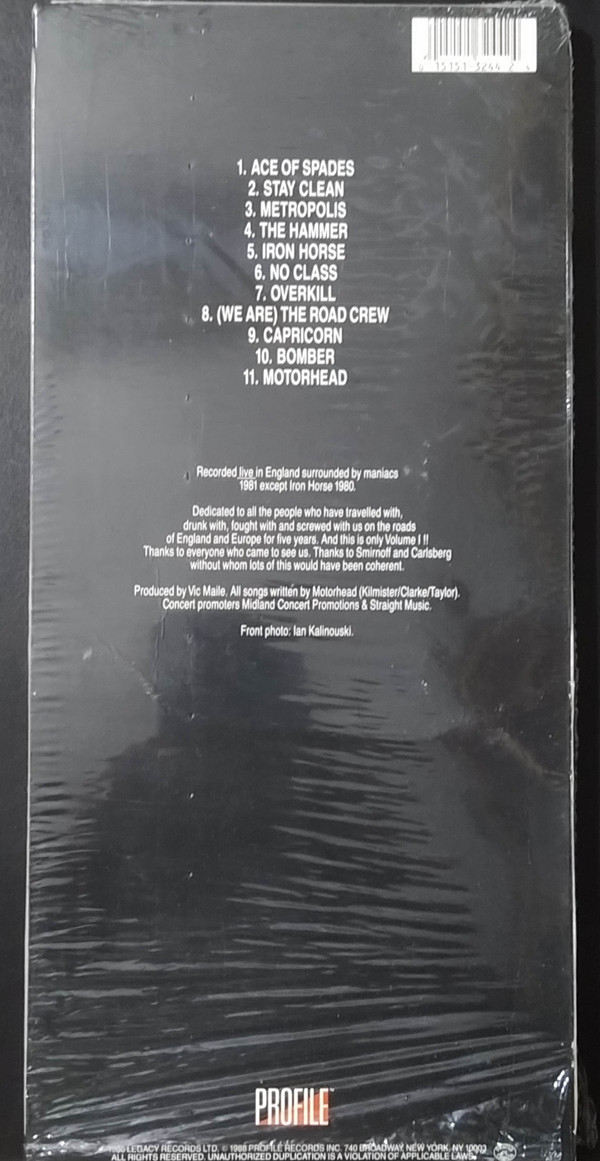 15151-3244-2 4
1. ACE OF SPADES
2. STAY CLEAN
3. METROPOLIS
4. THE HAMMER
5. IRON HORSE
6. NO CLASS
7. OVERKILL
8. (WE ARE) THE ROAD CREW
9. CAPRICORN
10. BOMBER
11. MOTORHEAD
Recorded live in England surrounded by maniacs
1981 except Iron Horse 1980.
Dedicated to all the people who have travelled with,
drunk with, fought with and screwed with us on the roads
of England and Europe for five years. And this is only Volume I !!
Thanks to everyone who came to see us. Thanks to Smirnoff and Carlsberg
without whom lots of this would have been coherent.
Produced by Vic Maile. All songs written by Motorhead (Kilmister/Clarke/Taylor).
Concert promoters Midland Concert Promotions & Straight Music.
Front photo: Ian Kalinouski.
PROFILE™
LEGACY RECORDS LTD. © 1988 PROFILE RECORDS INC. 740 BROADWAY, NEW YORK, NY 10003
ALL RIGHTS RESERVED. UNAUTHORIZED DUPLICATION IS A VIOLATION OF APPLICABLE LAWS.